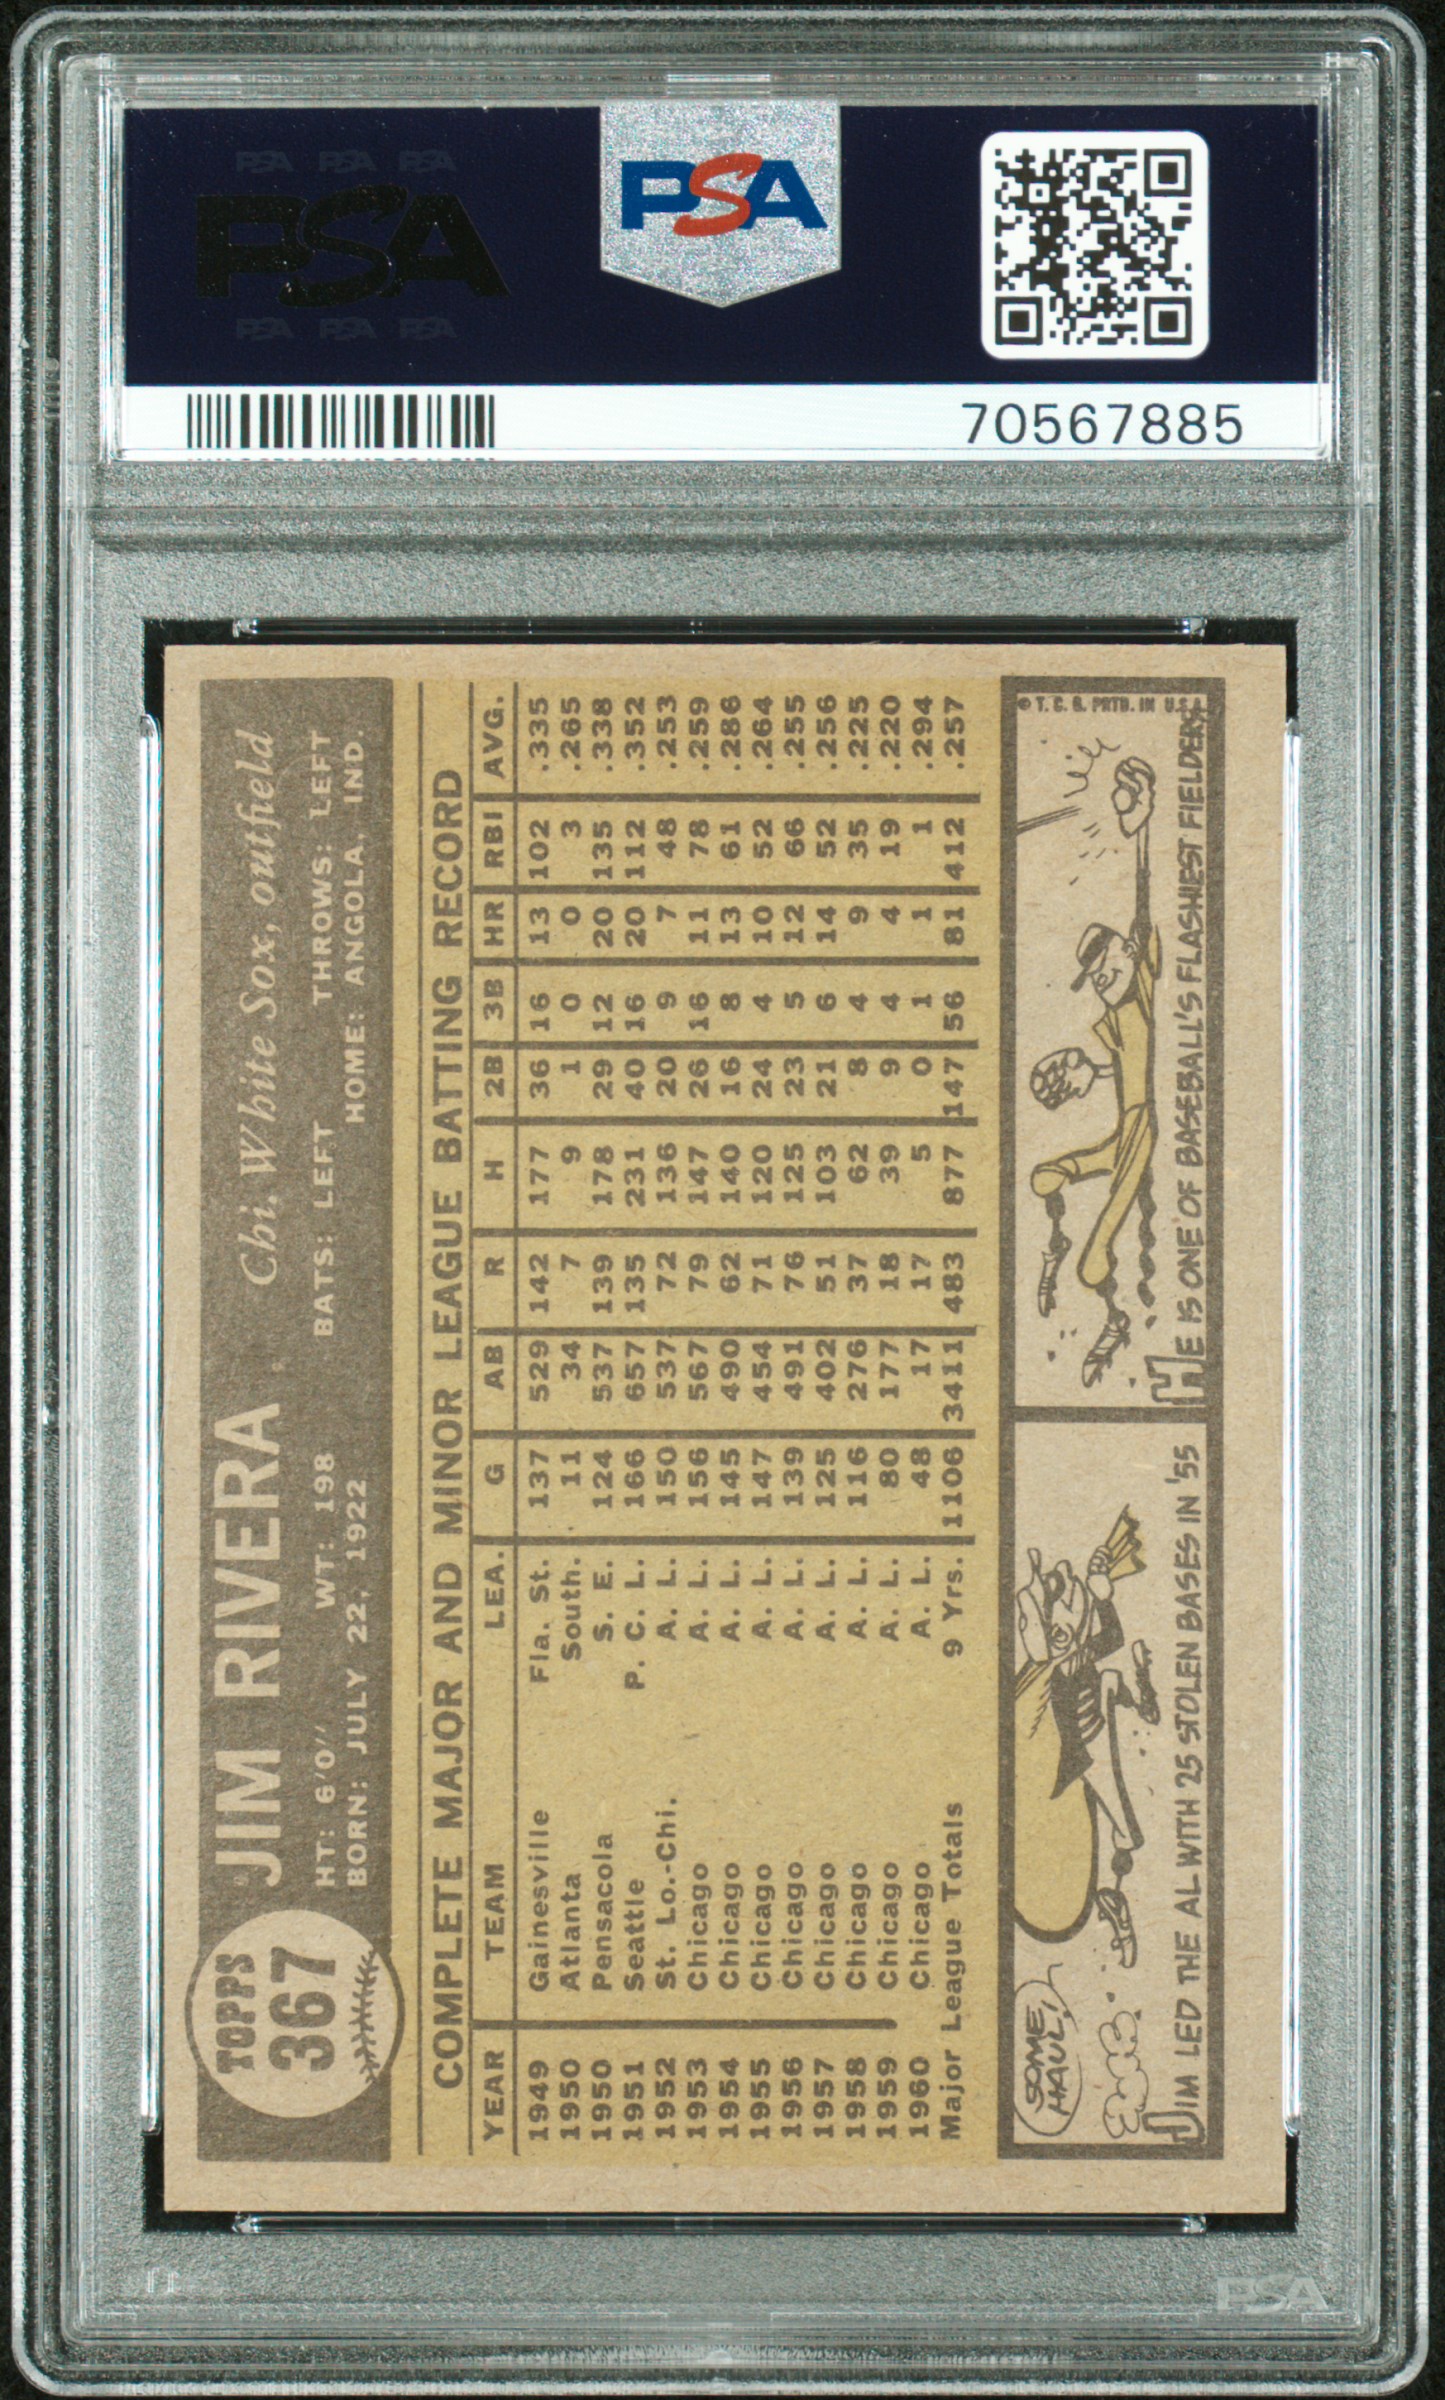 PSA PSA PSA
PSA
PSA PSA PSA
PSA
70567885
TOPPS
367
JIM RIVERA Chi. White Sox, outfield
HT: 6'0" WT: 198 BATS: LEFT THROWS: LEFT
BORN: JULY 22, 1922 HOME: ANGOLA, IND.
COMPLETE MAJOR AND MINOR LEAGUE BATTING RECORD
YEAR TEAM LEA. G AB R H 2B 3B HR RBI AVG.
1949 Gainesville Fla. St. 137 529 142 177 36 16 13 102 .335
1950 Atlanta South. 11 34 7 9 1 0 0 3 .265
1950 Pensacola S. E. 124 537 139 178 29 12 20 135 .338
1951 Seattle P. C. L. 166 657 135 231 40 16 20 112 .352
1952 St. Lo.-Chi. A. L. 150 537 72 136 20 9 7 48 .253
1953 Chicago A. L. 156 567 79 147 26 16 11 78 .259
1954 Chicago A. L. 145 490 62 140 16 8 13 61 .286
1955 Chicago A. L. 147 454 71 120 24 4 10 52 .264
1956 Chicago A. L. 139 491 76 125 23 5 12 66 .255
1957 Chicago A. L. 125 402 51 103 21 6 14 52 .256
1958 Chicago A. L. 116 276 37 62 8 4 9 35 .225
1959 Chicago A. L. 80 177 18 39 9 4 4 19 .220
1960 Chicago A. L. 48 17 17 5 0 1 1 1 .294
Major League Totals 9 Yrs. 1106 3411 483 877 147 56 81 412 .257
SOME
HAUL!
JIM LED THE AL WITH 25 STOLEN BASES IN '55
© T. C. G. PRTD. IN U.S.A.
HE IS ONE OF BASEBALL'S FLASHIEST FIELDERS
PSA